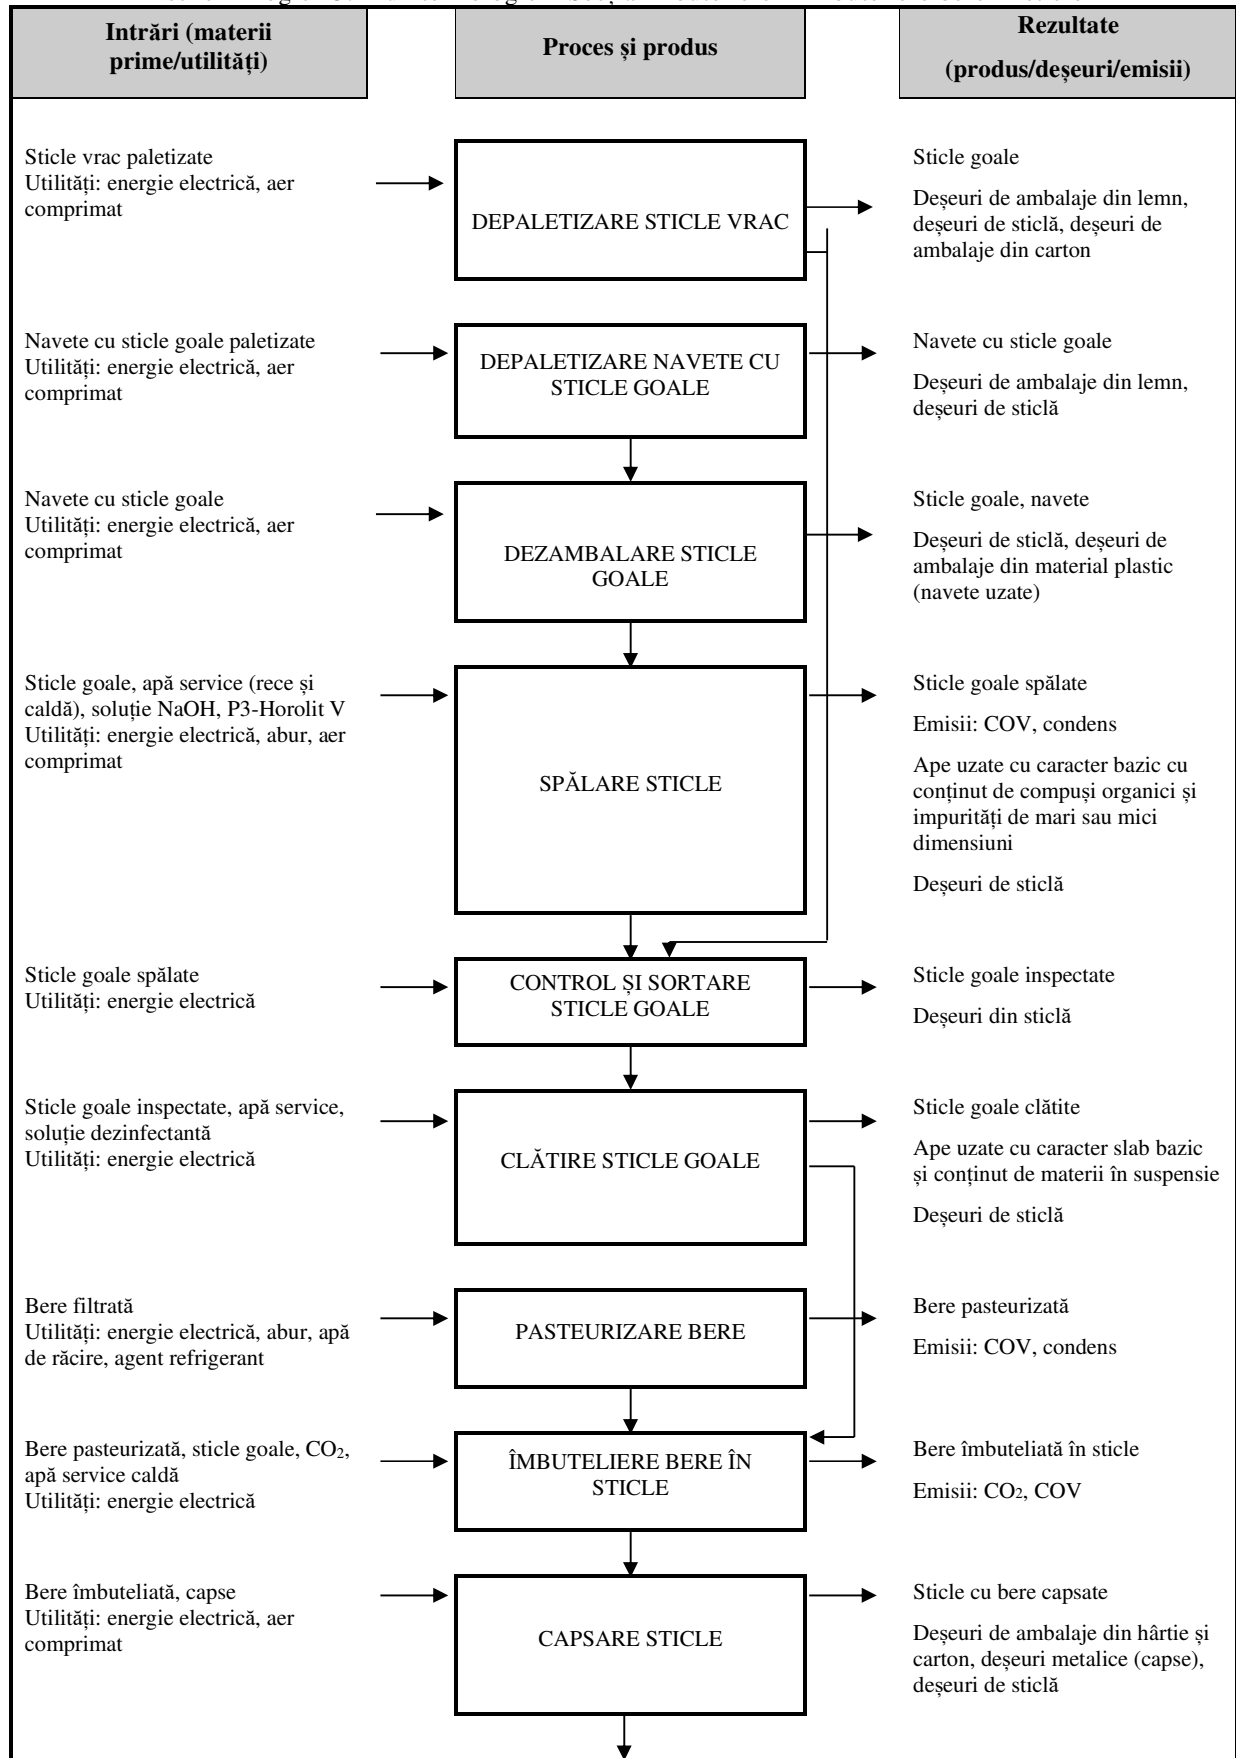 Intrări (materii
prime/utilități)
Proces și produs
Rezultate
(produs/deșeuri/emisii)
Sticle vrac paletizate
Utilități: energie electrică, aer
comprimat
DEPALETIZARE STICLE VRAC
Sticle goale
Deșeuri de ambalaje din lemn,
deșeuri de sticlă, deșeuri de
ambalaje din carton
Navete cu sticle goale paletizate
Utilități: energie electrică, aer
comprimat
DEPALETIZARE NAVETE CU
STICLE GOALE
Navete cu sticle goale
Deșeuri de ambalaje din lemn,
deșeuri de sticlă
Navete cu sticle goale
Utilități: energie electrică, aer
comprimat
DEZAMBALARE STICLE
GOALE
Sticle goale, navete
Deșeuri de sticlă, deșeuri de
ambalaje din material plastic
(navete uzate)
Sticle goale, apă service (rece și
caldă), soluție NaOH, P3-Horolit V
Utilități: energie electrică, abur, aer
comprimat
SPĂLARE STICLE
Sticle goale spălate
Emisii: COV, condens
Ape uzate cu caracter bazic cu
conținut de compuși organici și
impurități de mari sau mici
dimensiuni
Deșeuri de sticlă
Sticle goale spălate
Utilități: energie electrică
CONTROL ȘI SORTARE
STICLE GOALE
Sticle goale inspectate
Deșeuri din sticlă
Sticle goale inspectate, apă service,
soluție dezinfectantă
Utilități: energie electrică
CLĂTIRE STICLE GOALE
Sticle goale clătite
Ape uzate cu caracter slab bazic
și conținut de materii în suspensie
Deșeuri de sticlă
Bere filtrată
Utilități: energie electrică, abur, apă
de răcire, agent refrigerant
PASTEURIZARE BERE
Bere pasteurizată
Emisii: COV, condens
Bere pasteurizată, sticle goale, CO₂,
apă service caldă
Utilități: energie electrică
ÎMBUTELIERE BERE ÎN
STICLE
Bere îmbuteliată în sticle
Emisii: CO₂, COV
Bere îmbuteliată, capse
Utilități: energie electrică, aer
comprimat
CAPSARE STICLE
Sticle cu bere capsate
Deșeuri de ambalaje din hârtie și
carton, deșeuri metalice (capse),
deșeuri de sticlă